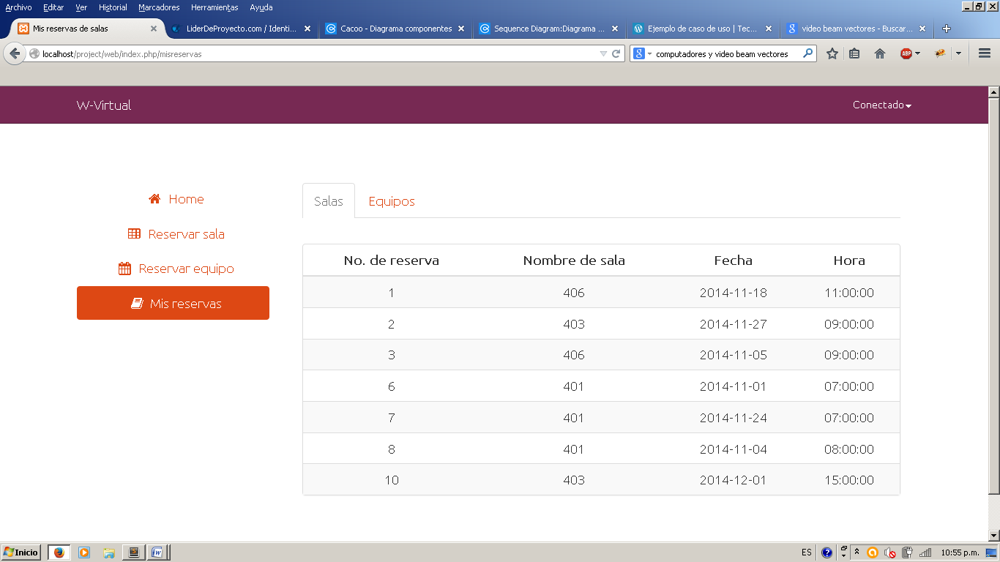 Archivo Editar Ver Historial Marcadores Herramientas Ayuda
Mis reservas de salas
LiderDeProyecto.com / Identi...
Cacoo - Diagrama componentes
Sequence Diagram:Diagrama ...
Ejemplo de caso de uso | Tec...
video beam vectores - Buscar...
localhost/project/web/index.php/misreservas
computadores y video beam vectores
ABP
W-Virtual
Conectado
Home
Reservar sala
Reservar equipo
Mis reservas
Salas Equipos
No. de reserva Nombre de sala Fecha Hora
1 406 2014-11-18 11:00:00
2 403 2014-11-27 09:00:00
3 406 2014-11-05 09:00:00
6 401 2014-11-01 07:00:00
7 401 2014-11-24 07:00:00
8 401 2014-11-04 08:00:00
10 403 2014-12-01 15:00:00
Inicio
ES
10:55 p.m.